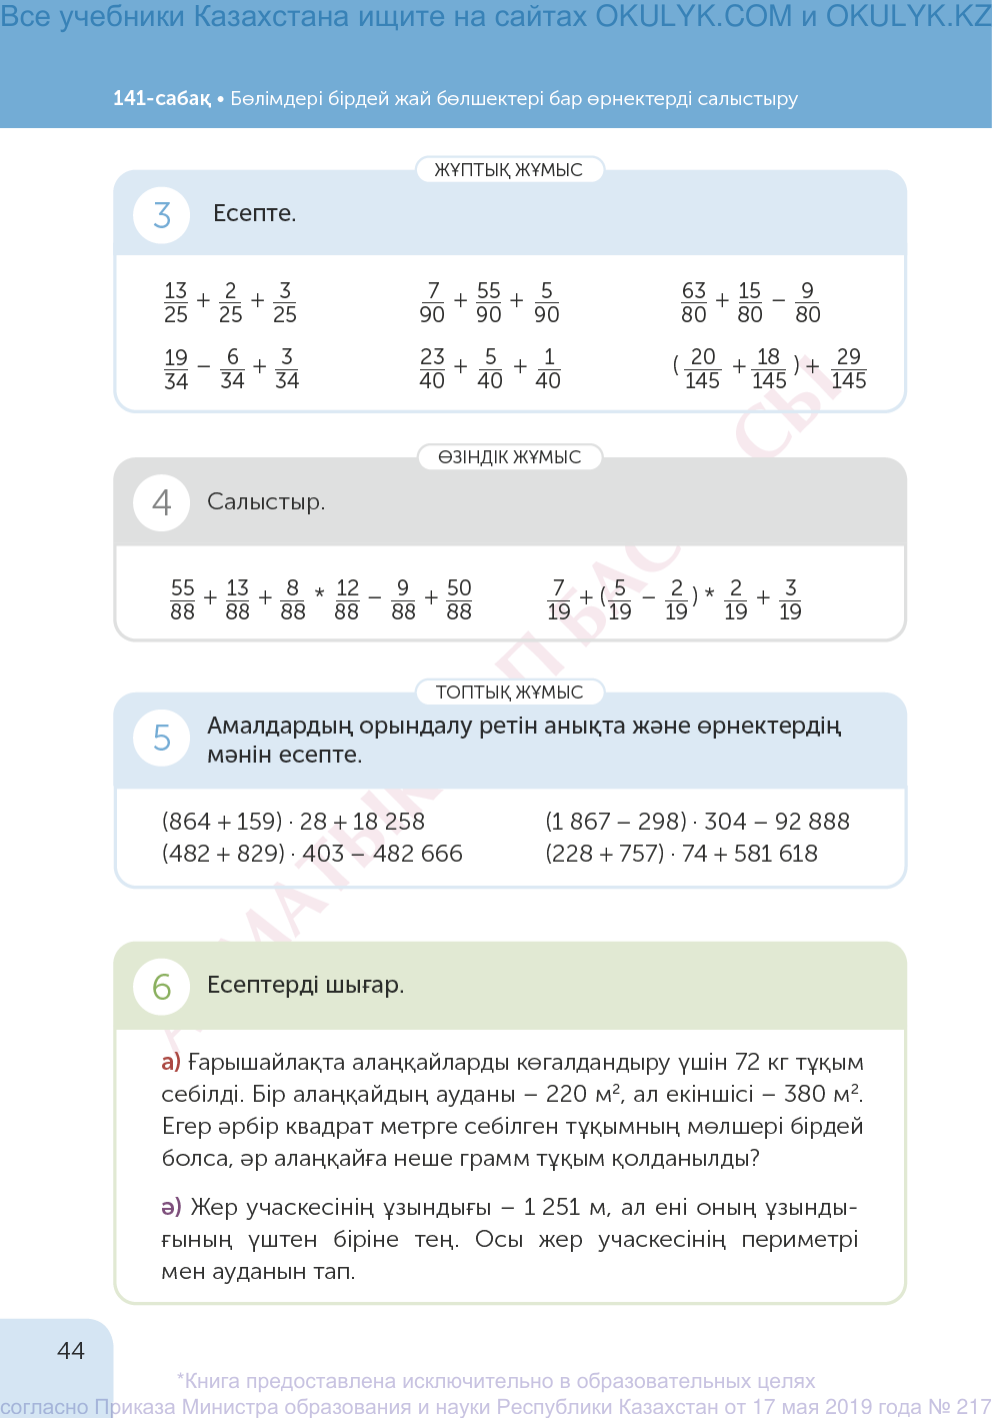 Все учебники Казахстана ищите на сайтах OKULYK.COM и OKULYK.KZ
141-сабақ • Бөлімдері бірдей жай бөлшектері бар өрнектерді салыстыру
ЖҰПТЫҚ ЖҰМЫС
3 Есепте.
13/25 + 2/25 + 3/25   7/90 + 55/90 + 5/90   63/80 + 15/80 − 9/80
19/34 − 6/34 + 3/34   23/40 + 5/40 + 1/40   (20/145 + 18/145) + 29/145
ӨЗІНДІК ЖҰМЫС
4 Салыстыр.
55/88 + 13/88 + 8/88 * 12/88 − 9/88 + 50/88   7/19 + (5/19 − 2/19) * 2/19 + 3/19
ТОПТЫҚ ЖҰМЫС
5 Амалдардың орындалу ретін анықта және өрнектердің
мәнін есепте.
(864 + 159) · 28 + 18 258   (1 867 − 298) · 304 − 92 888
(482 + 829) · 403 − 482 666   (228 + 757) · 74 + 581 618
6 Есептерді шығар.
а) Ғарышайлақта алаңқайларды көгалдандыру үшін 72 кг тұқым
себілді. Бір алаңқайдың ауданы – 220 м², ал екіншісі – 380 м².
Егер әрбір квадрат метрге себілген тұқымның мөлшері бірдей
болса, әр алаңқайға неше грамм тұқым қолданылды?
ә) Жер учаскесінің ұзындығы – 1 251 м, ал ені оның ұзынды-
ғының үштен біріне тең. Осы жер учаскесінің периметрі
мен ауданын тап.
44
*Книга предоставлена исключительно в образовательных целях
согласно Приказа Министра образования и науки Республики Казахстан от 17 мая 2019 года № 217